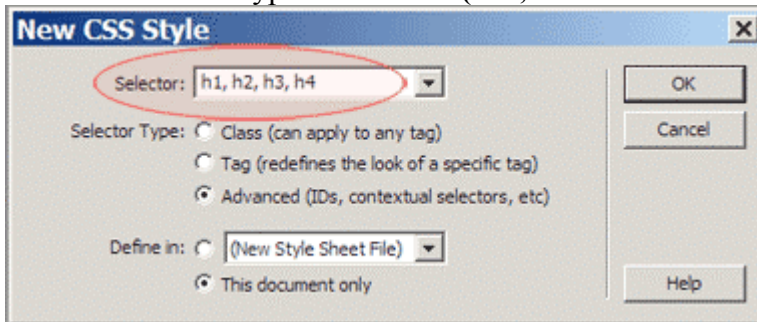 New CSS Style
Selector: h1, h2, h3, h4
OK
Selector Type: Class (can apply to any tag)
Cancel
Tag (redefines the look of a specific tag)
Advanced (IDs, contextual selectors, etc)
Define in: (New Style Sheet File)
This document only
Help